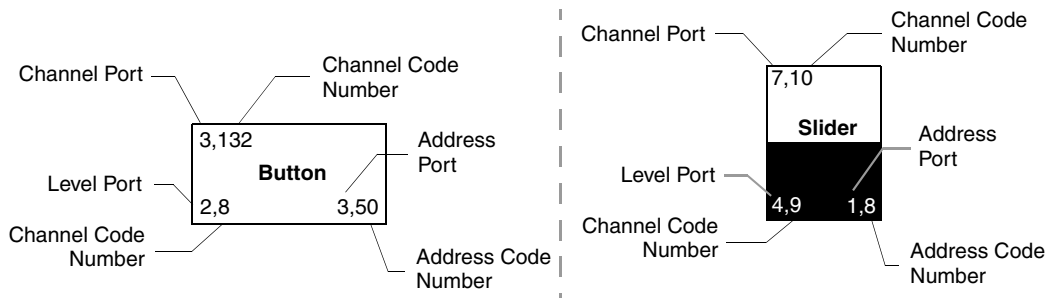 Channel Port
Channel Code
Number
3,132
Button
Address
Port
Level Port
2,8
3,50
Channel Code
Number
Address Code
Number
Channel Port
Channel Code
Number
7,10
Slider
Address
Port
Level Port
4,9
1,8
Channel Code
Number
Address Code
Number